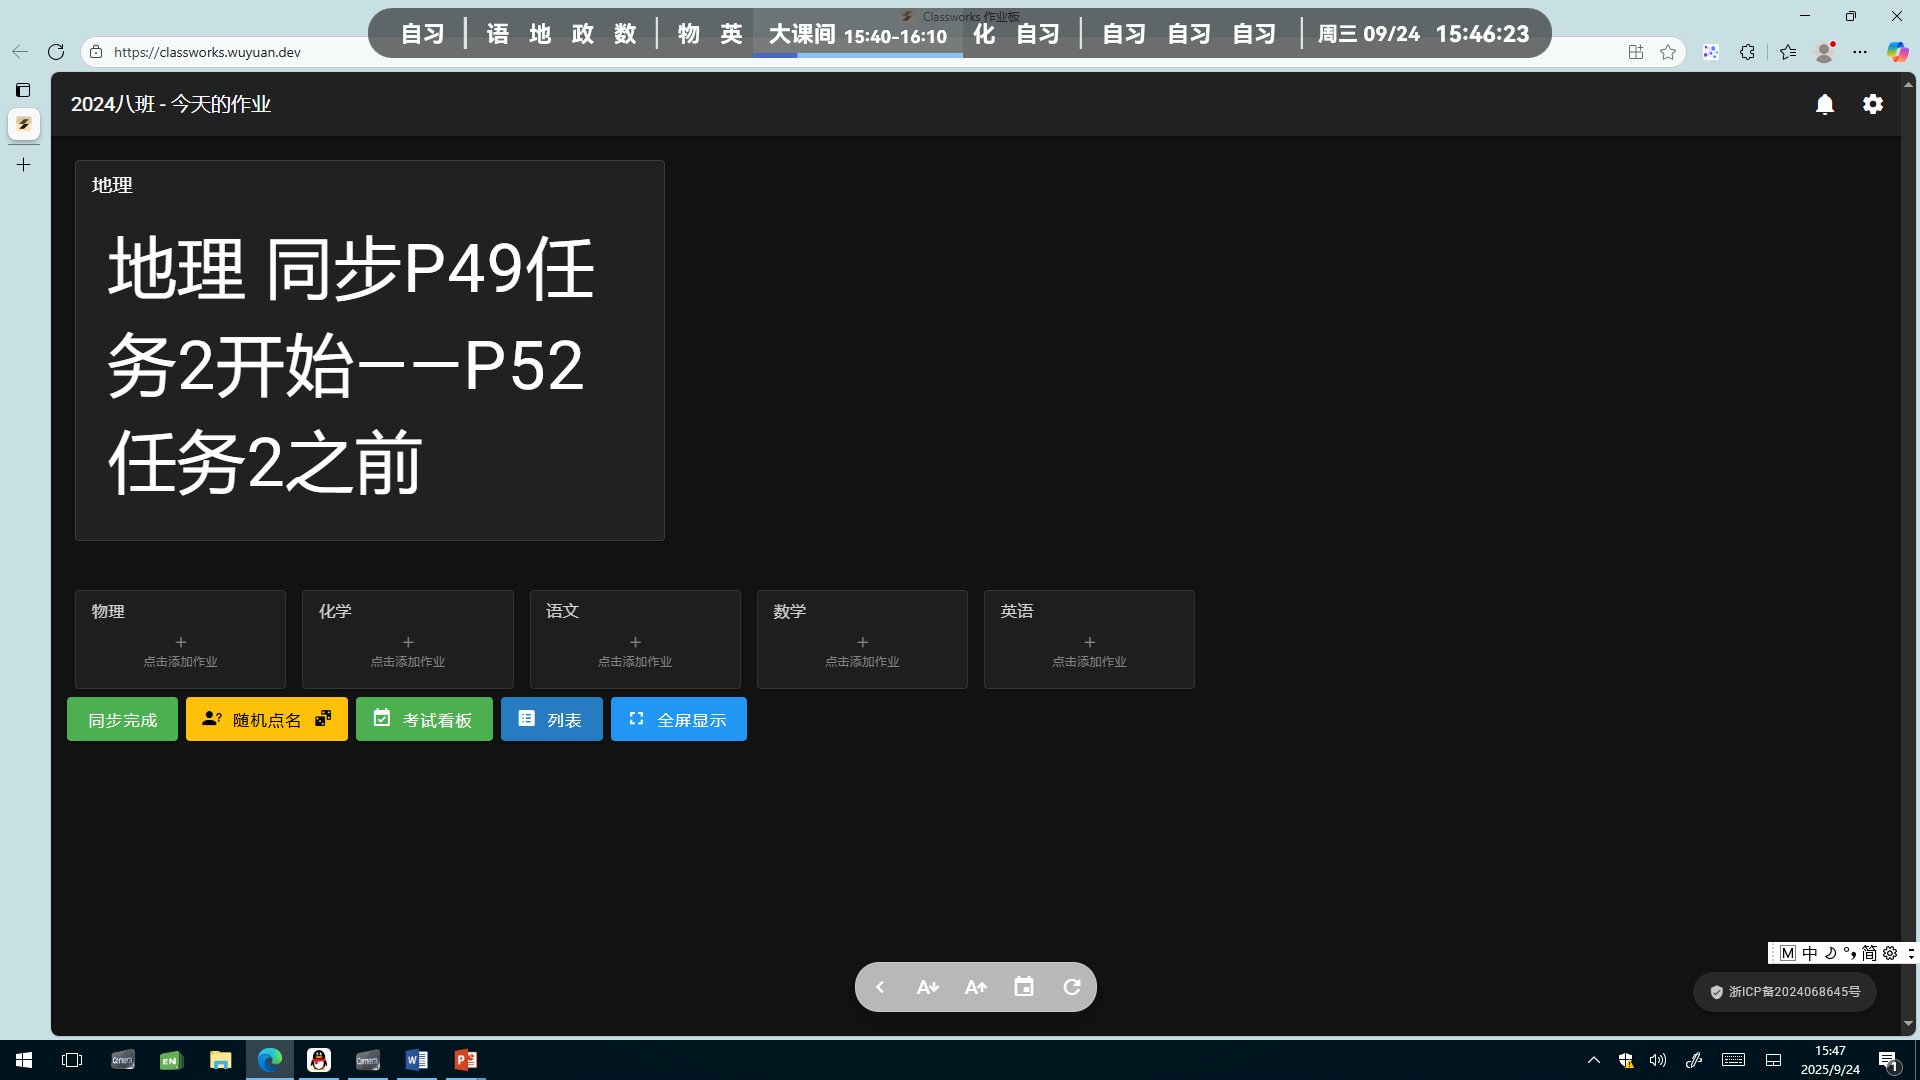 Classworks 作业板
自习 | 语 地 政 数 | 物 英 大课间 15:40-16:10 化 自习 | 自习 自习 自习 | 周三 09/24 15:46:23
https://classworks.wuyuan.dev
2024八班 - 今天的作业
地理
地理 同步P49任
务2开始——P52
任务2之前
物理 化学 语文 数学 英语
点击添加作业 点击添加作业 点击添加作业 点击添加作业 点击添加作业
同步完成 随机点名 考试看板 列表 全屏显示
M 中 简
浙ICP备2024068645号
Camera EN Camera
15:47
2025/9/24
1